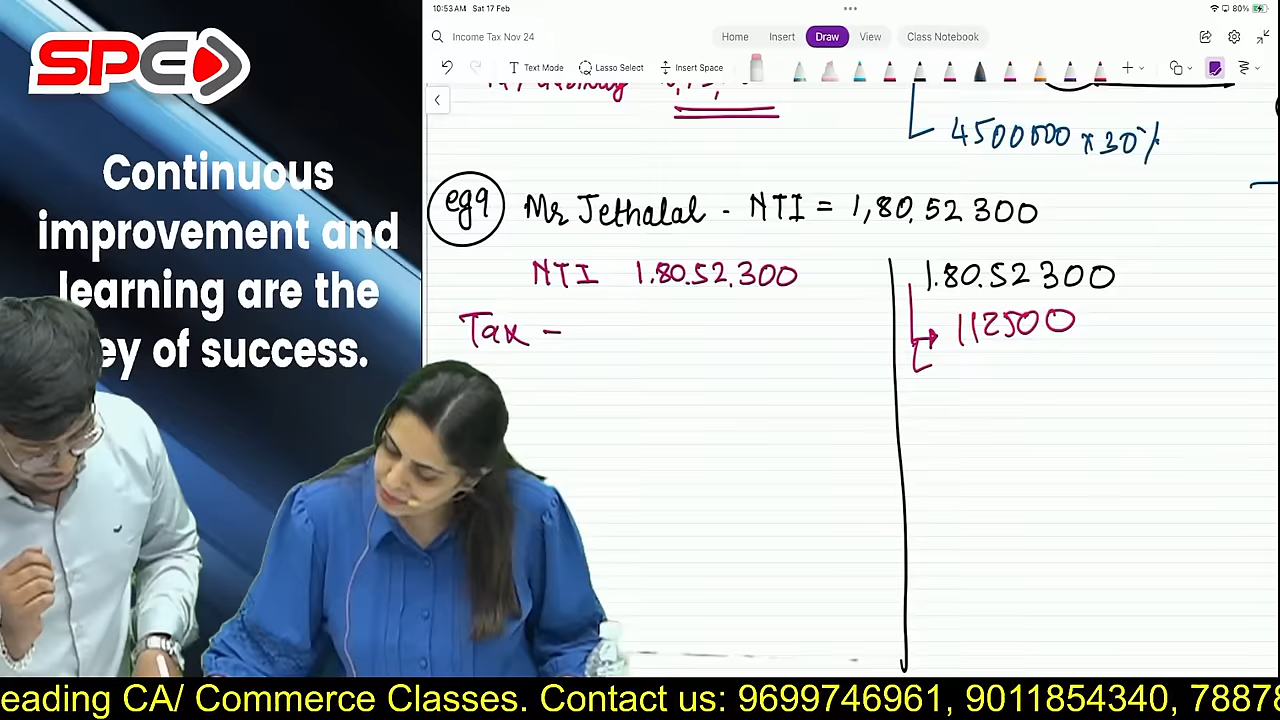 10:53 AM Sat 17 Feb
80%
Income Tax Nov 24
Home Insert Draw View Class Notebook
Text Mode Lasso Select Insert Space
SPC
4500000 x 30%
eg 9 Mr Jethalal - NTI = 1,80,52 300
NTI 1.80.52.300
1.80.52 300
Tax -
112500
Continuous
improvement and
learning are the
ey of success.
eading CA/ Commerce Classes. Contact us: 9699746961, 9011854340, 7887